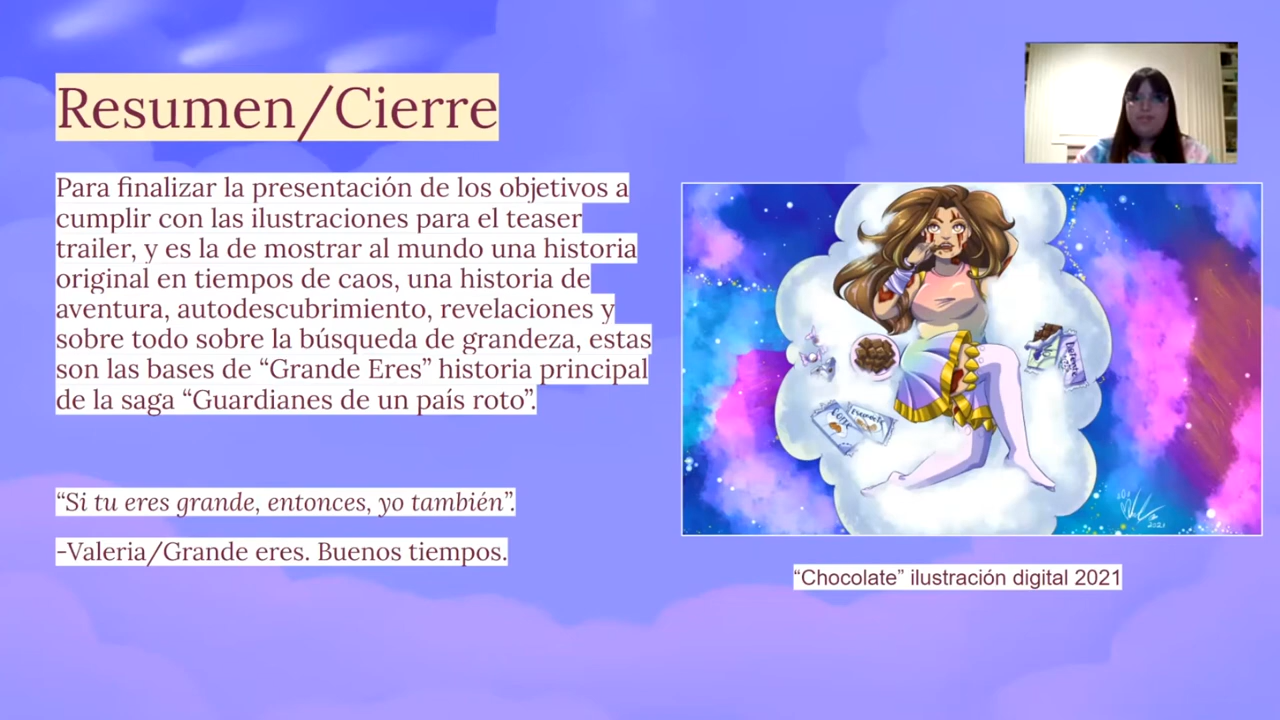 Resumen/Cierre
Para finalizar la presentación de los objetivos a
cumplir con las ilustraciones para el teaser
trailer, y es la de mostrar al mundo una historia
original en tiempos de caos, una historia de
aventura, autodescubrimiento, revelaciones y
sobre todo sobre la búsqueda de grandeza, estas
son las bases de “Grande Eres” historia principal
de la saga “Guardianes de un país roto”.
“Si tu eres grande, entonces, yo también”.
-Valeria/Grande eres. Buenos tiempos.
2021
“Chocolate” ilustración digital 2021